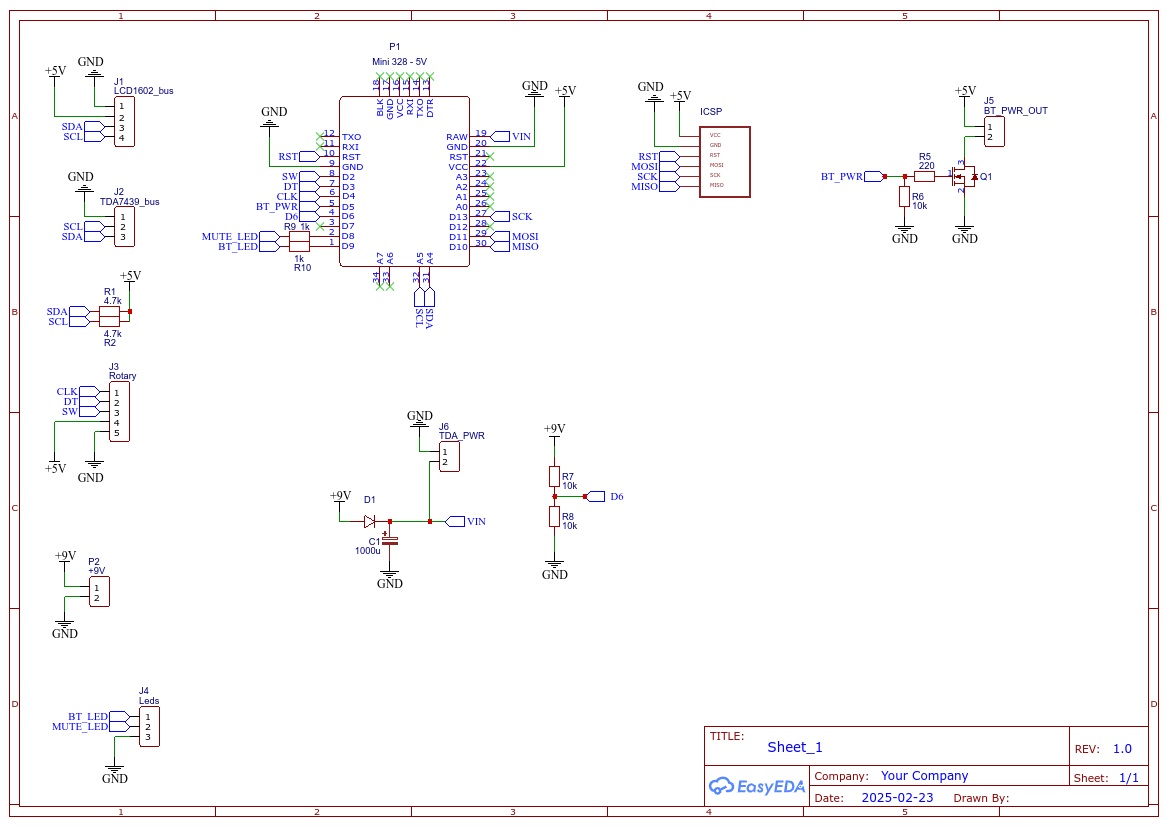 1 2 3 4 5
A B C D
A B C D
1 2 3 4 5
+5V
GND
J1
LCD1602_bus
1
2
SDA 3
SCL 4
GND
J2
TDA7439_bus
1
SCL 2
SDA 3
+5V
R1
4.7k
SDA
SCL
4.7k
R2
J3
Rotary
CLK 1
DT 2
SW 3
4
5
+5V
GND
+9V
P2
+9V
1
2
GND
J4
Leds
BT_LED 1
MUTE_LED 2
3
GND
P1
Mini 328 - 5V
18 17 16 15 14 13
BLK GND VCC RXI TXO DTR
GND
12 TXO
11 RXI
RST 10 RST
9 GND
SW 8 D2
DT 7 D3
CLK 6 D4
BT_PWR 5 D5
D6 4 D6
3 D7
R9 1k
MUTE_LED 2 D8
BT_LED 1 D9
1k
R10
GND
+5V
RAW 19 VIN
GND 20
RST 21
VCC 22
A3 23
A2 24
A1 25
A0 26
D13 27 SCK
D12 28
D11 29 MOSI
D10 30 MISO
A7 A6 A5 A4
34 33 32 31
SCL SDA
GND
+5V
ICSP
VCC
GND
RST RST
MOSI MOSI
SCK SCK
MISO MISO
+5V
J5
BT_PWR_OUT
1
2
R5
220
BT_PWR
3
1
Q1
2
R6
10k
GND
GND
GND
J6
TDA_PWR
1
2
+9V
D1
VIN
+
C1
1000u
GND
+9V
R7
10k
D6
R8
10k
GND
TITLE:
Sheet_1
REV: 1.0
EasyEDA
Company: Your Company
Sheet: 1/1
Date: 2025-02-23 Drawn By: